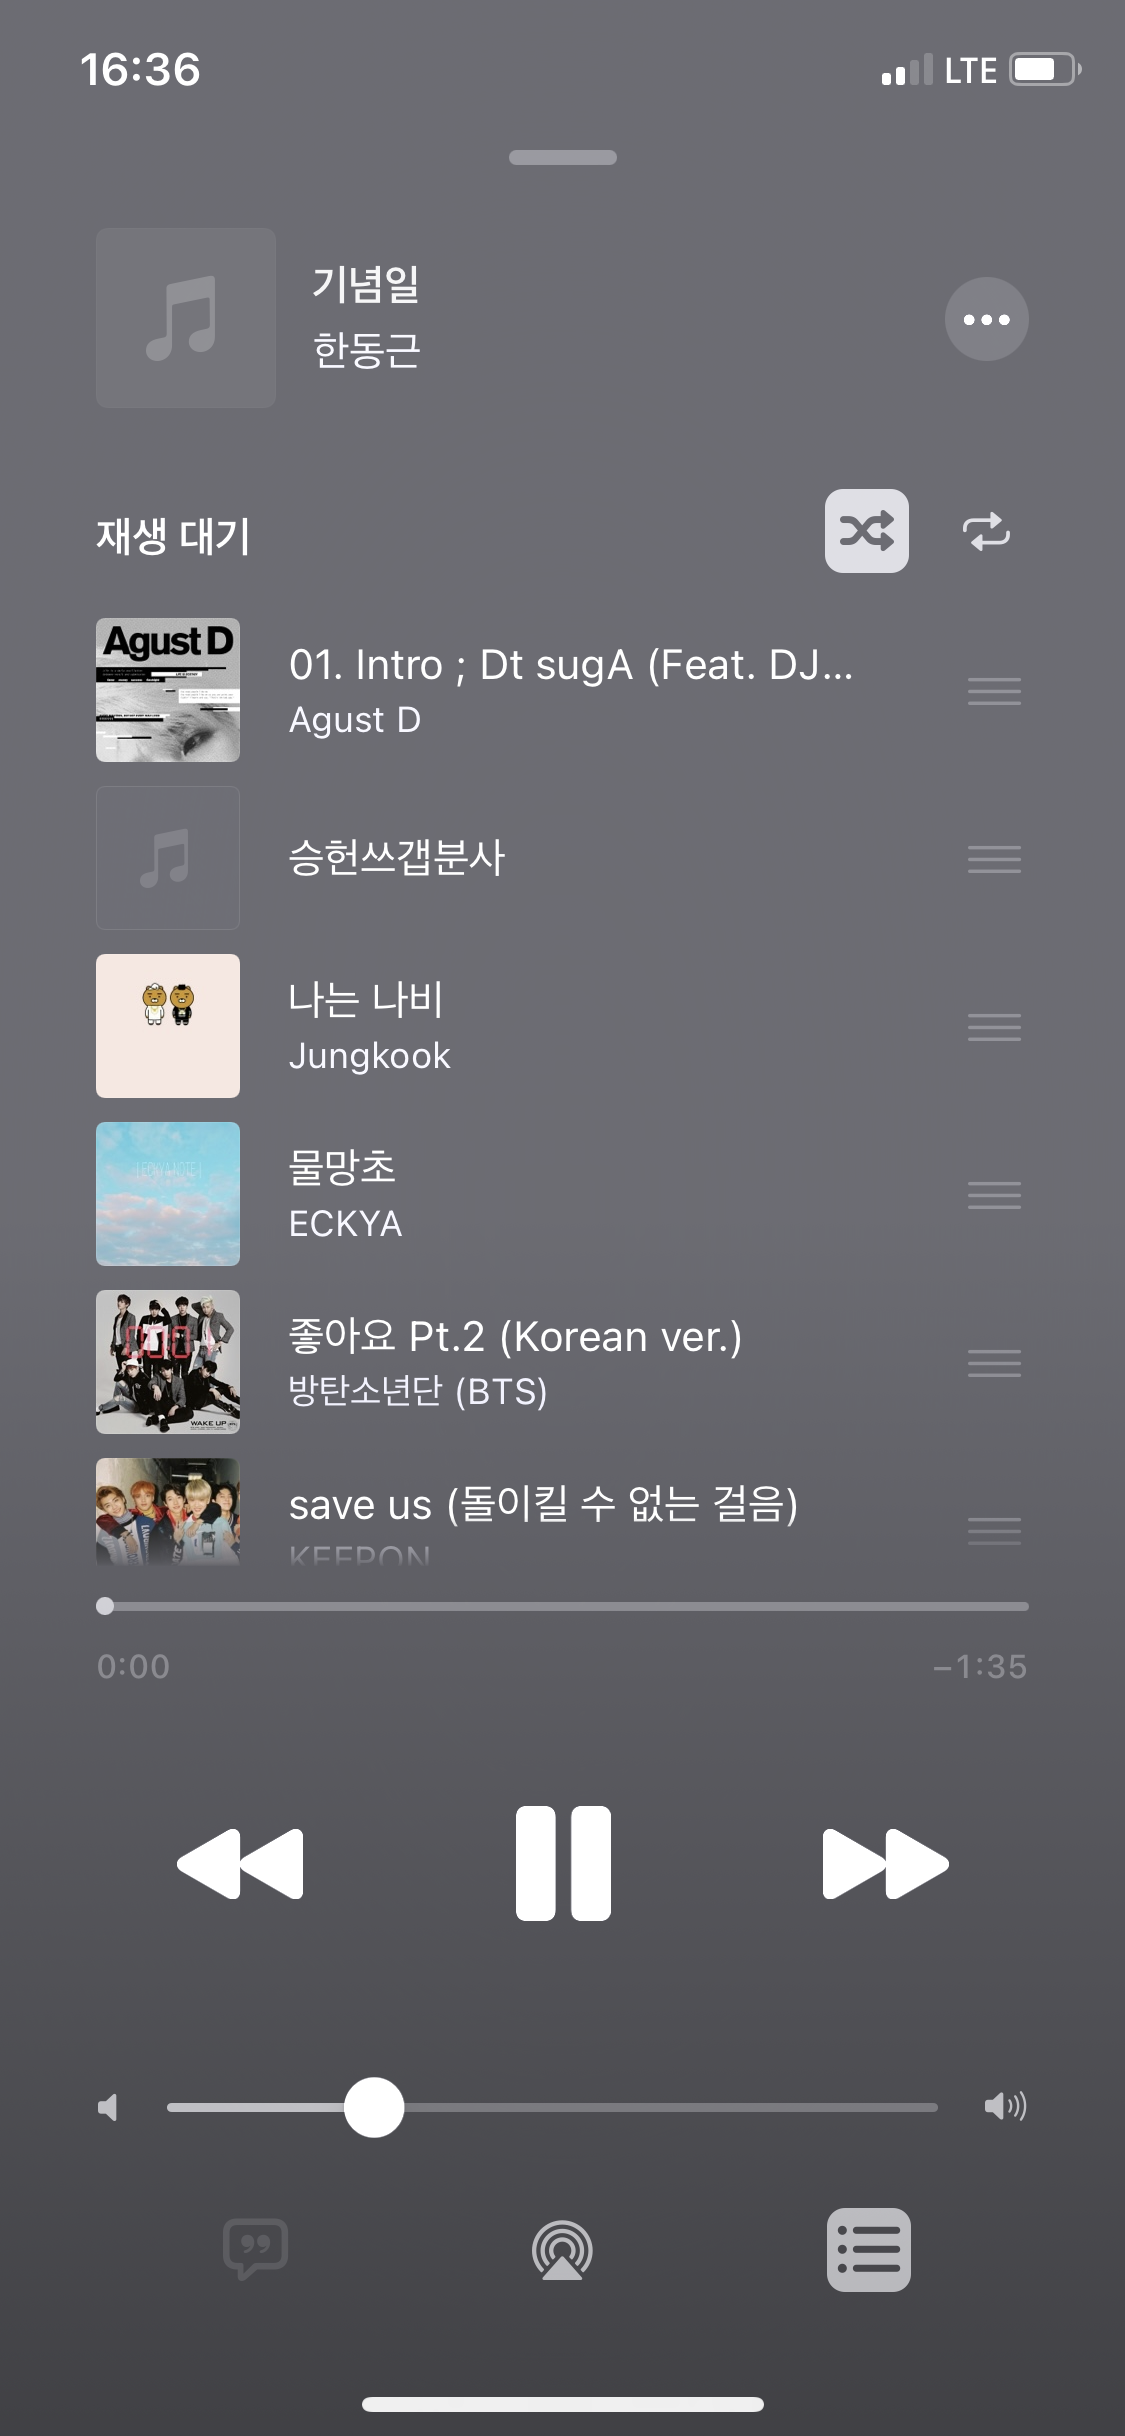 16:36
LTE
기념일
한동근
재생 대기
Agust D
01. Intro ; Dt sugA (Feat. DJ...
Agust D
승헌쓰갭분사
나는 나비
Jungkook
물망초
ECKYA
WAKE UP
좋아요 Pt.2 (Korean ver.)
방탄소년단 (BTS)
save us (돌이킬 수 없는 걸음)
KEEPON
0:00
–1:35